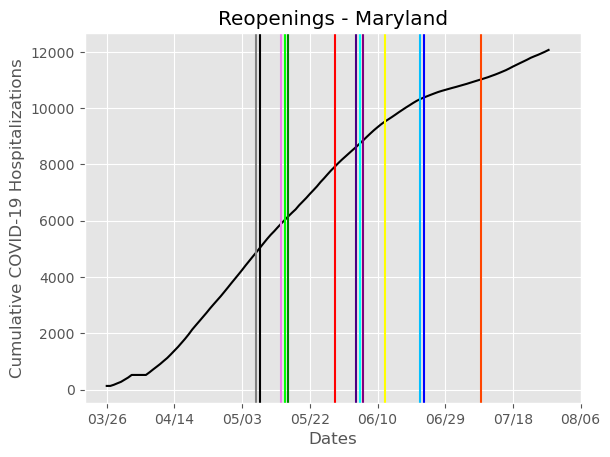 Reopenings - Maryland
Cumulative COVID-19 Hospitalizations
12000
10000
8000
6000
4000
2000
0
03/26 04/14 05/03 05/22 06/10 06/29 07/18 08/06
Dates